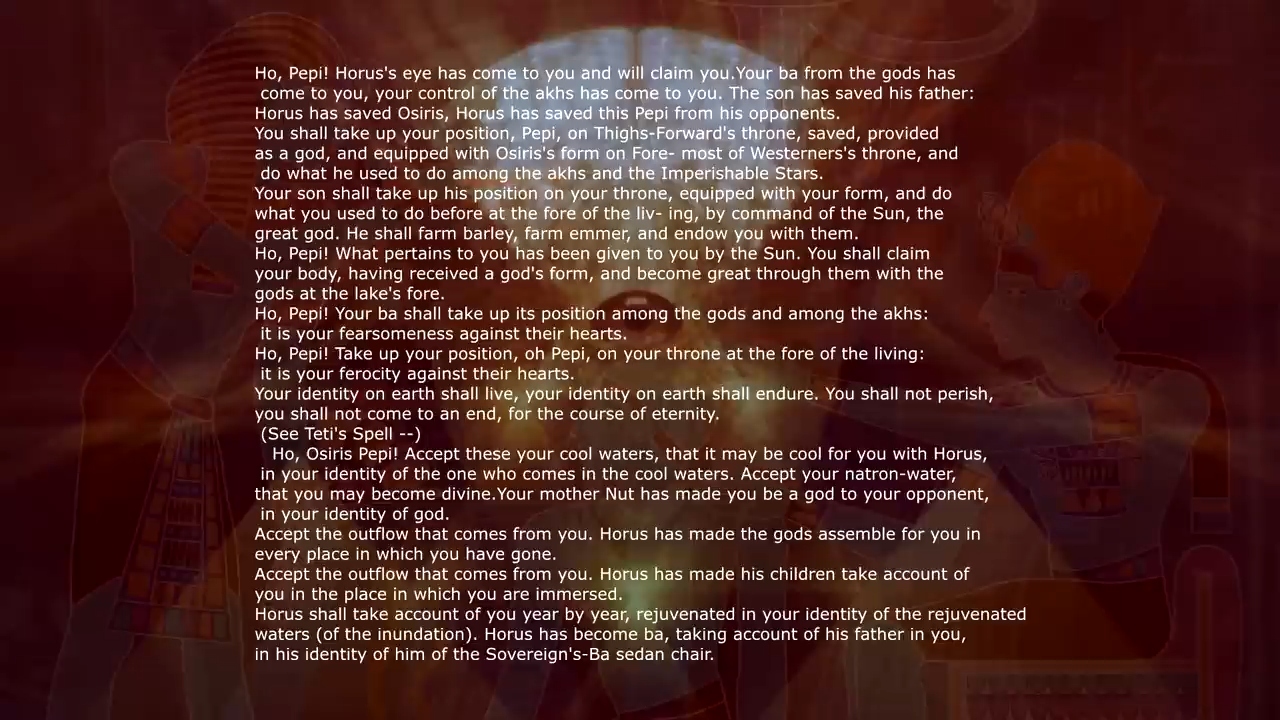 Ho, Pepi! Horus's eye has come to you and will claim you.Your ba from the gods has
come to you, your control of the akhs has come to you. The son has saved his father:
Horus has saved Osiris, Horus has saved this Pepi from his opponents.
You shall take up your position, Pepi, on Thighs-Forward's throne, saved, provided
as a god, and equipped with Osiris's form on Fore- most of Westerners's throne, and
do what he used to do among the akhs and the Imperishable Stars.
Your son shall take up his position on your throne, equipped with your form, and do
what you used to do before at the fore of the liv- ing, by command of the Sun, the
great god. He shall farm barley, farm emmer, and endow you with them.
Ho, Pepi! What pertains to you has been given to you by the Sun. You shall claim
your body, having received a god's form, and become great through them with the
gods at the lake's fore.
Ho, Pepi! Your ba shall take up its position among the gods and among the akhs:
it is your fearsomeness against their hearts.
Ho, Pepi! Take up your position, oh Pepi, on your throne at the fore of the living:
it is your ferocity against their hearts.
Your identity on earth shall live, your identity on earth shall endure. You shall not perish,
you shall not come to an end, for the course of eternity.
(See Teti's Spell --)
Ho, Osiris Pepi! Accept these your cool waters, that it may be cool for you with Horus,
in your identity of the one who comes in the cool waters. Accept your natron-water,
that you may become divine.Your mother Nut has made you be a god to your opponent,
in your identity of god.
Accept the outflow that comes from you. Horus has made the gods assemble for you in
every place in which you have gone.
Accept the outflow that comes from you. Horus has made his children take account of
you in the place in which you are immersed.
Horus shall take account of you year by year, rejuvenated in your identity of the rejuvenated
waters (of the inundation). Horus has become ba, taking account of his father in you,
in his identity of him of the Sovereign's-Ba sedan chair.